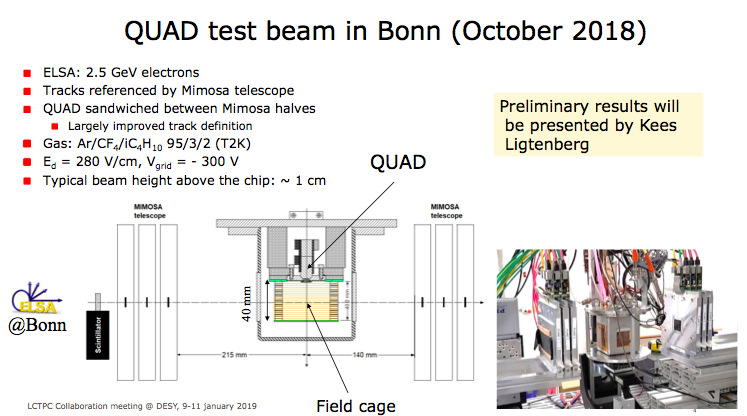 QUAD test beam in Bonn (October 2018)
ELSA: 2.5 GeV electrons
Tracks referenced by Mimosa telescope
QUAD sandwiched between Mimosa halves
Largely improved track definition
Gas: Ar/CF4/iC4H10 95/3/2 (T2K)
Ed = 280 V/cm, Vgrid = - 300 V
Typical beam height above the chip: ~ 1 cm
Preliminary results will
be presented by Kees
Ligtenberg
QUAD
MIMOSA
telescope
MIMOSA
telescope
ELSA
@Bonn
Scintillator
40 mm
215 mm
140 mm
Field cage
LCTPC Collaboration meeting @ DESY, 9-11 january 2019
4